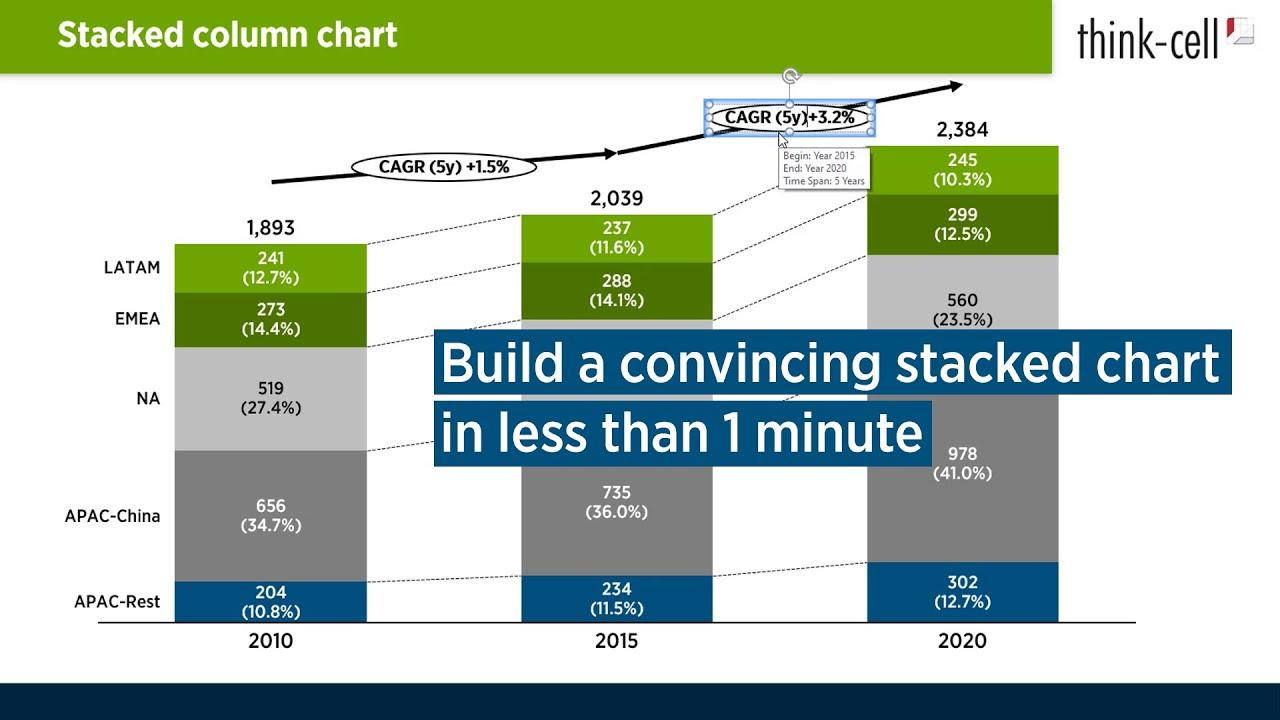 Stacked column chart
think-cell
CAGR (5y) +1.5%
CAGR (5y)+3.2%
Begin: Year 2015
End: Year 2020
Time Span: 5 Years
1,893
2,039
2,384
LATAM
241
(12.7%)
237
(11.6%)
245
(10.3%)
EMEA
273
(14.4%)
288
(14.1%)
299
(12.5%)
NA
519
(27.4%)
560
(23.5%)
Build a convincing stacked chart
in less than 1 minute
APAC-China
656
(34.7%)
735
(36.0%)
978
(41.0%)
APAC-Rest
204
(10.8%)
234
(11.5%)
302
(12.7%)
2010
2015
2020